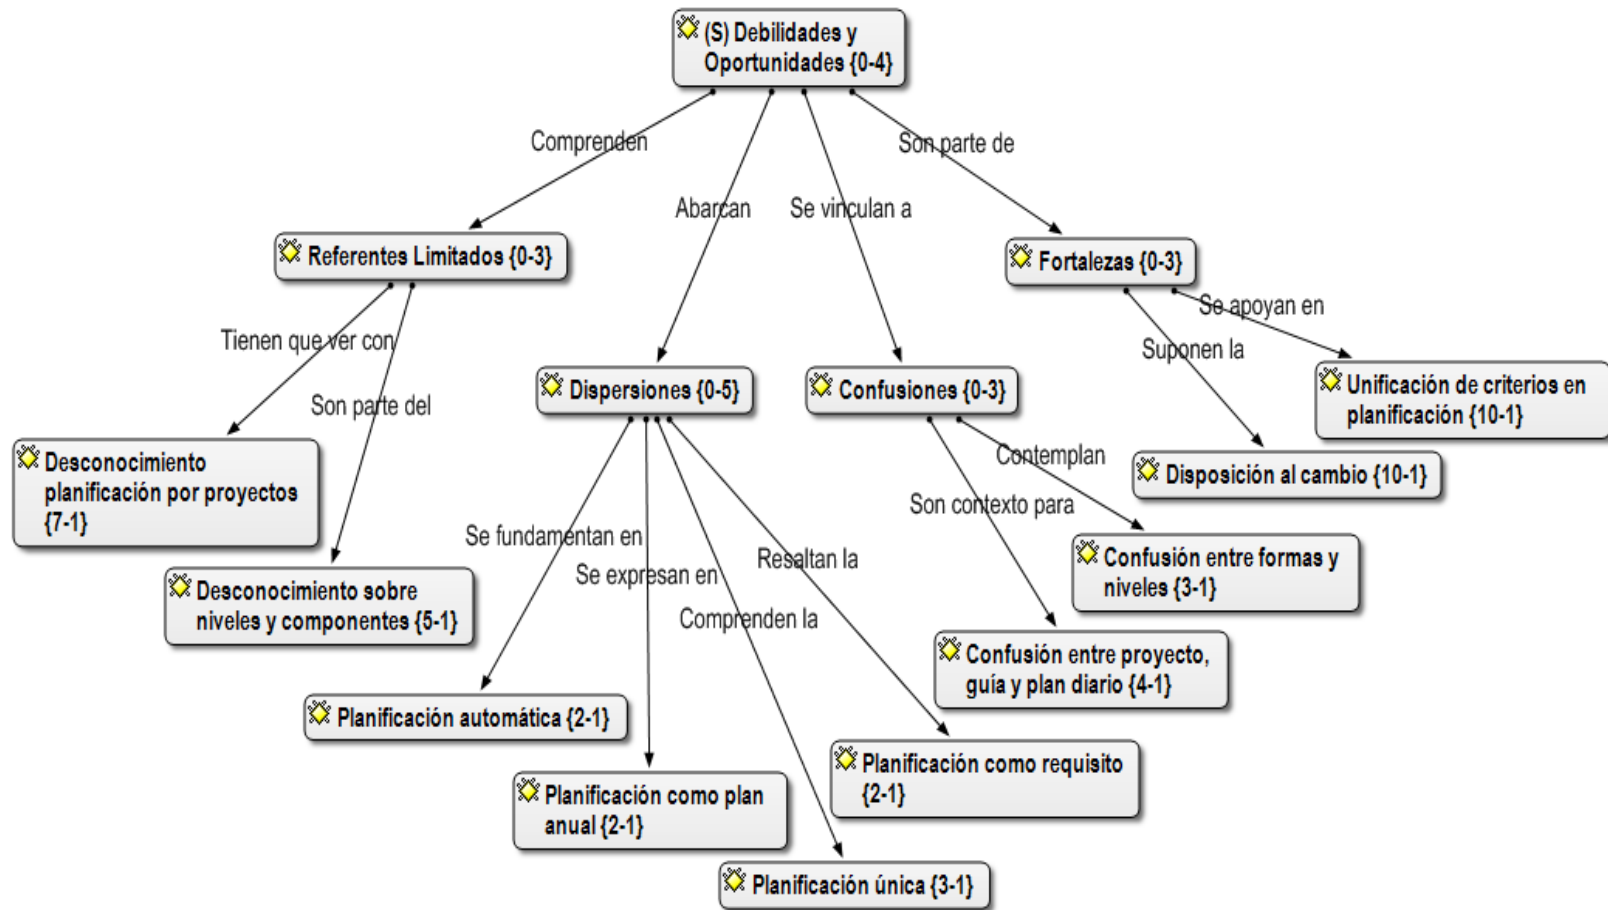 (S) Debilidades y
Oportunidades {0-4}
Comprenden
Son parte de
Abarcan
Se vinculan a
Referentes Limitados {0-3}
Fortalezas {0-3}
Se apoyan en
Tienen que ver con
Suponen la
Son parte del
Dispersiones {0-5}
Confusiones {0-3}
Unificación de criterios en
planificación {10-1}
Desconocimiento
planificación por proyectos
{7-1}
Contemplan
Disposición al cambio {10-1}
Son contexto para
Se fundamentan en
Se expresan en
Resaltan la
Confusión entre formas y
niveles {3-1}
Desconocimiento sobre
niveles y componentes {5-1}
Comprenden la
Confusión entre proyecto,
guía y plan diario {4-1}
Planificación automática {2-1}
Planificación como requisito
{2-1}
Planificación como plan
anual {2-1}
Planificación única {3-1}